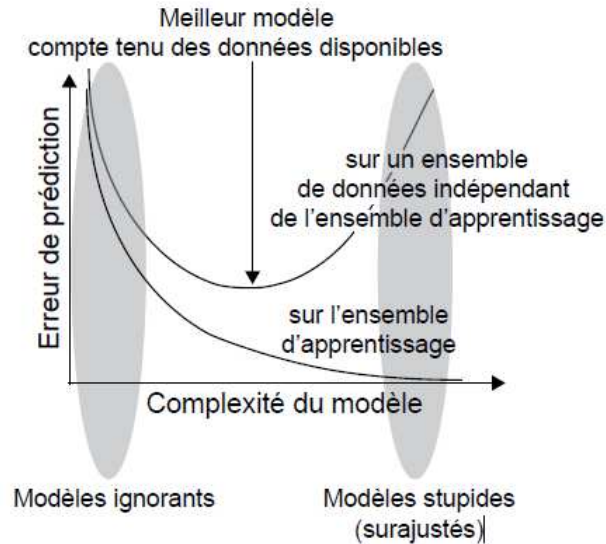 Meilleur modèle
compte tenu des données disponibles
Erreur de prédiction
sur un ensemble
de données indépendant
de l'ensemble d'apprentissage
sur l'ensemble
d'apprentissage
Complexité du modèle
Modèles ignorants
Modèles stupides
(surajustés)